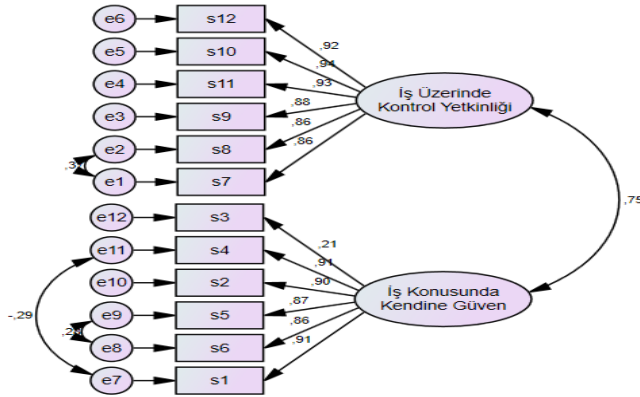 e6
s12
e5
s10
e4
s11
e3
s9
e2
s8
e1
s7
,92
,94
,93
,88
,86
,86
İş Üzerinde
Kontrol Yetkinliği
,75
e12
s3
e11
s4
e10
s2
e9
s5
e8
s6
e7
s1
,21
,91
,90
,87
,86
,91
İş Konusunda
Kendine Güven
-,29